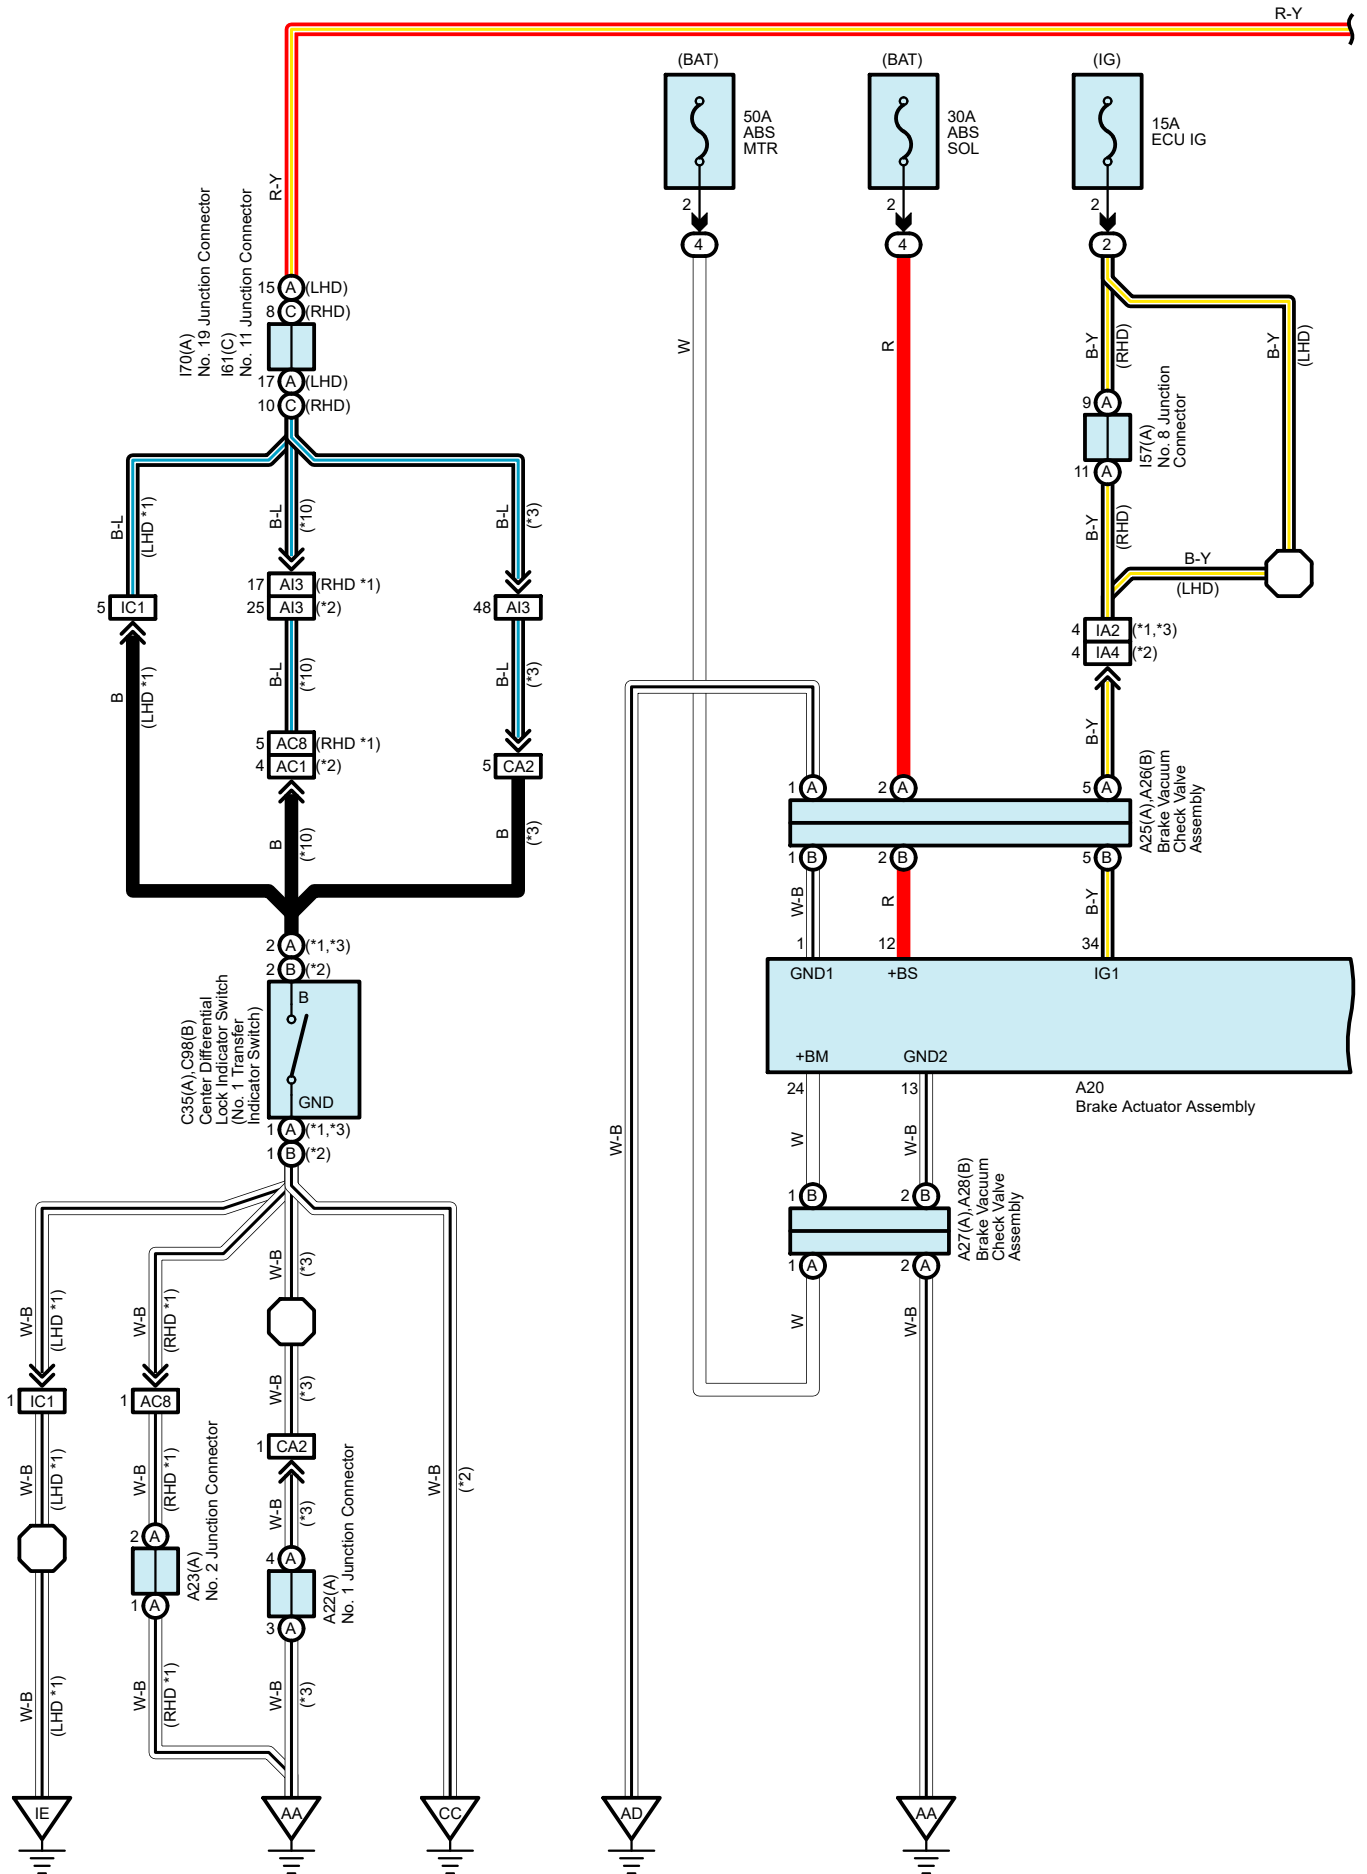 R-Y
(BAT)
(BAT)
(IG)
50A
ABS
MTR
30A
ABS
SOL
15A
ECU IG
2
2
2
4
4
2
R-Y
I70(A)
No. 19 Junction Connector
I61(C)
No. 11 Junction Connector
15 A (LHD)
8 C (RHD)
17 A (LHD)
10 C (RHD)
W
R
B-Y
(RHD)
B-Y
(LHD)
9 A
I57(A)
No. 8 Junction
Connector
11 A
B-L
(LHD *1)
B-L
(*10)
B-L
(*3)
B-Y
(RHD)
B-Y
(LHD)
5 IC1
17 AI3 (RHD *1)
25 AI3 (*2)
48 AI3
4 IA2 (*1,*3)
4 IA4 (*2)
B
(LHD *1)
B-L
(*10)
B-L
(*3)
B-Y
5 AC8 (RHD *1)
4 AC1 (*2)
5 CA2
1 A
2 A
5 A
A25(A),A26(B)
Brake Vacuum
Check Valve
Assembly
B
(*10)
B
(*3)
1 B
2 B
5 B
W-B
R
B-Y
2 A (*1,*3)
2 B (*2)
1
12
34
GND1
+BS
IG1
C35(A),C98(B)
Center Differential
Lock Indicator Switch
(No. 1 Transfer
Indicator Switch)
B
GND
+BM
GND2
24
13
A20
Brake Actuator Assembly
1 A (*1,*3)
1 B (*2)
W-B
W
W-B
1 B
2 B
A27(A),A28(B)
Brake Vacuum
Check Valve
Assembly
1 A
2 A
W-B
(LHD *1)
W-B
(RHD *1)
W-B
(*3)
W
W-B
1 IC1
1 AC8
W-B
(*3)
1 CA2
W-B
(LHD *1)
W-B
(RHD *1)
W-B
(*3)
W-B
(*2)
2 A
A23(A)
No. 2 Junction Connector
1 A
4 A
A22(A)
No. 1 Junction Connector
3 A
W-B
(LHD *1)
W-B
(RHD *1)
W-B
(*3)
IE
AA
CC
AD
AA